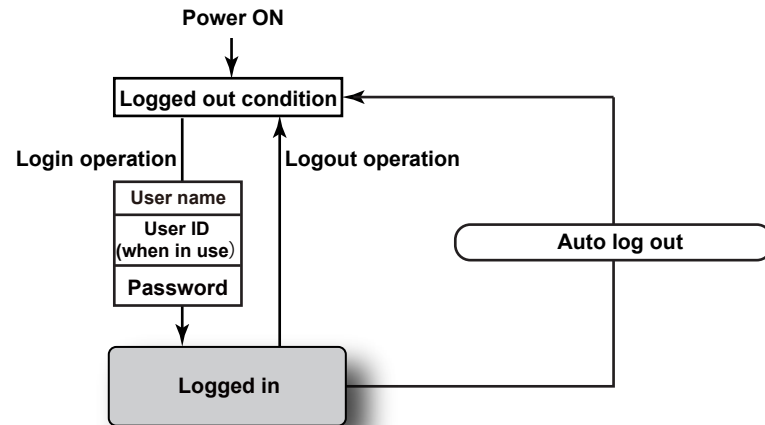 Power ON
Logged out condition
Login operation
Logout operation
User name
User ID
(when in use）
Auto log out
Password
Logged in